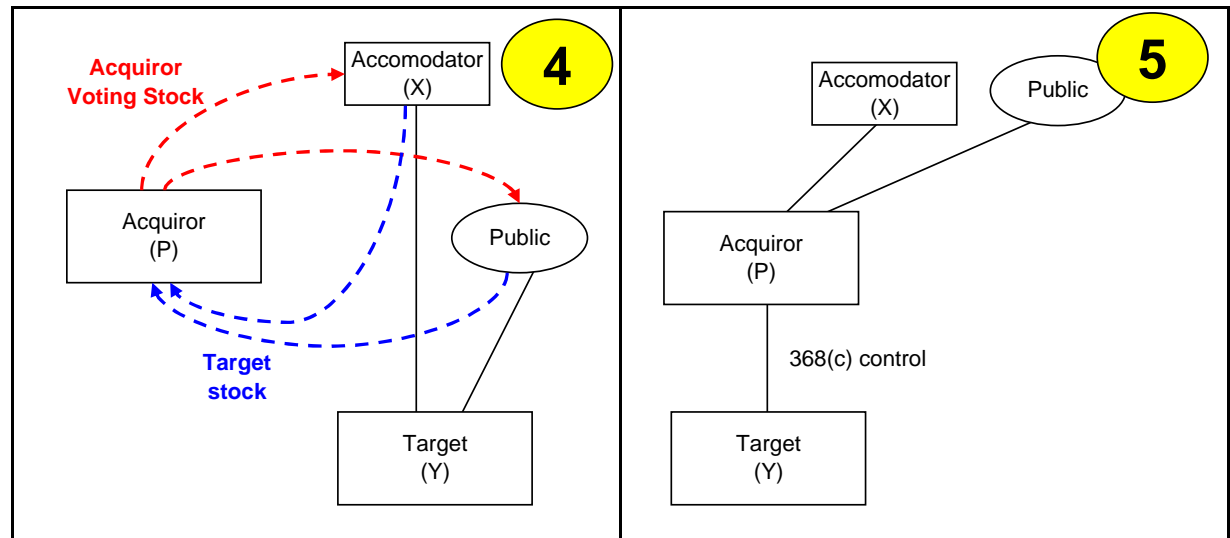 4
Accomodator
(X)
Acquiror
Voting Stock
Acquiror
(P)
Public
Target
stock
Target
(Y)
5
Accomodator
(X)
Public
Acquiror
(P)
368(c) control
Target
(Y)